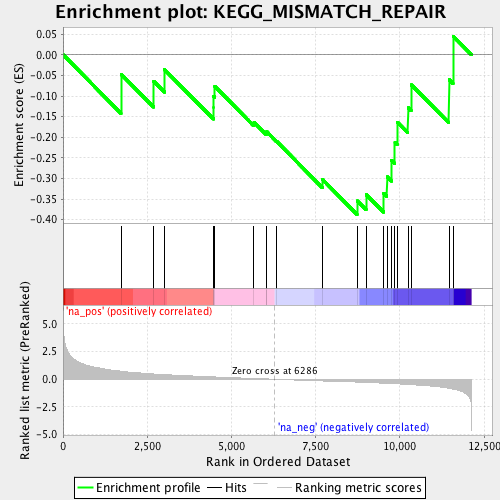 Enrichment plot: KEGG_MISMATCH_REPAIR
Enrichment score (ES)
0.05
0.00
-0.05
-0.10
-0.15
-0.20
-0.25
-0.30
-0.35
-0.40
'na_pos' (positively correlated)
Ranked list metric (PreRanked)
5.0
2.5
0.0
-2.5
-5.0
Zero cross at 6286
'na_neg' (negatively correlated)
0 2,500 5,000 7,500 10,000 12,500
Rank in Ordered Dataset
Enrichment profile Hits Ranking metric scores